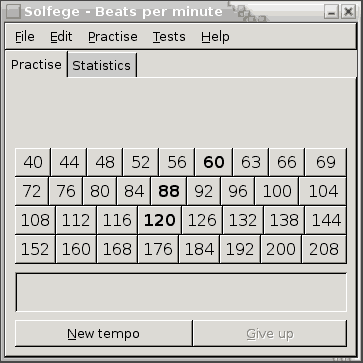 Solfege - Beats per minute
File Edit Practise Tests Help
Practise Statistics
40 44 48 52 56 60 63 66 69
72 76 80 84 88 92 96 100 104
108 112 116 120 126 132 138 144
152 160 168 176 184 192 200 208
New tempo Give up